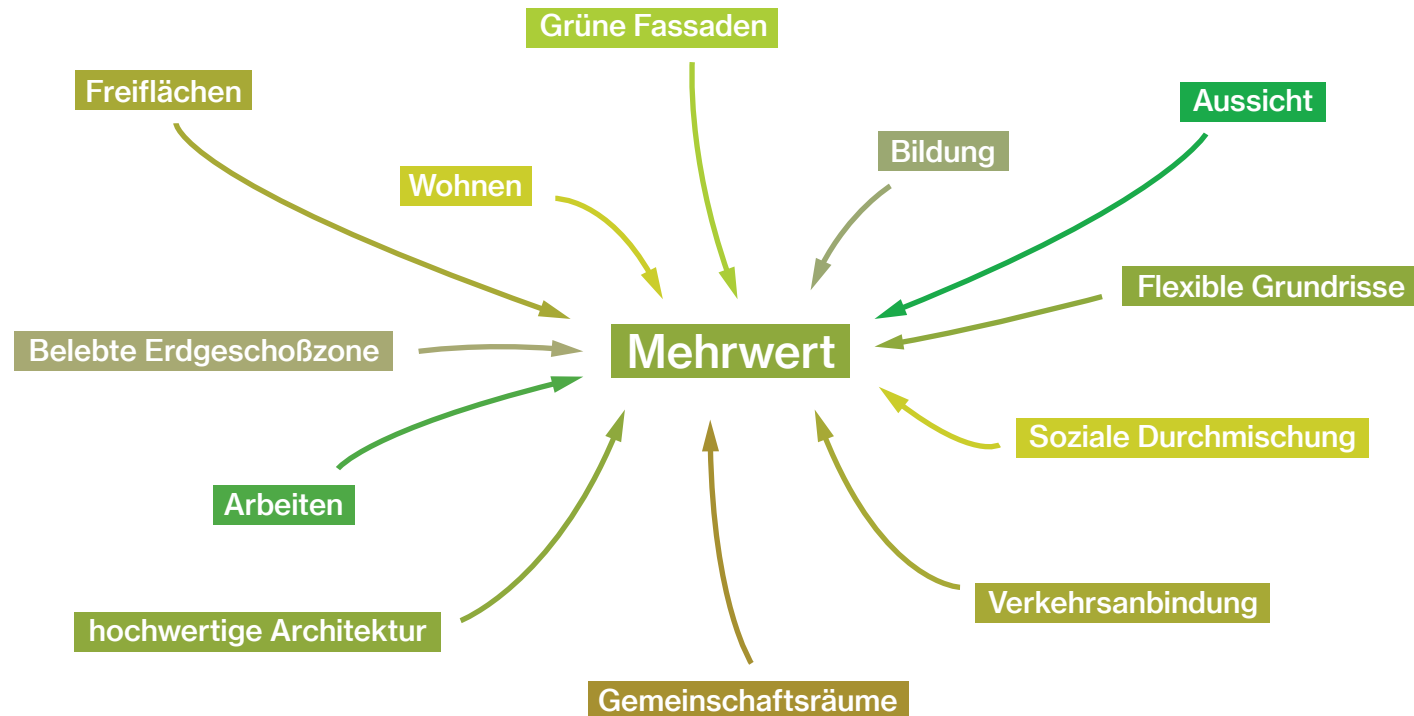 Grüne Fassaden
Freiflächen
Aussicht
Bildung
Wohnen
Flexible Grundrisse
Belebte Erdgeschoßzone
Mehrwert
Soziale Durchmischung
Arbeiten
Verkehrsanbindung
hochwertige Architektur
Gemeinschaftsräume